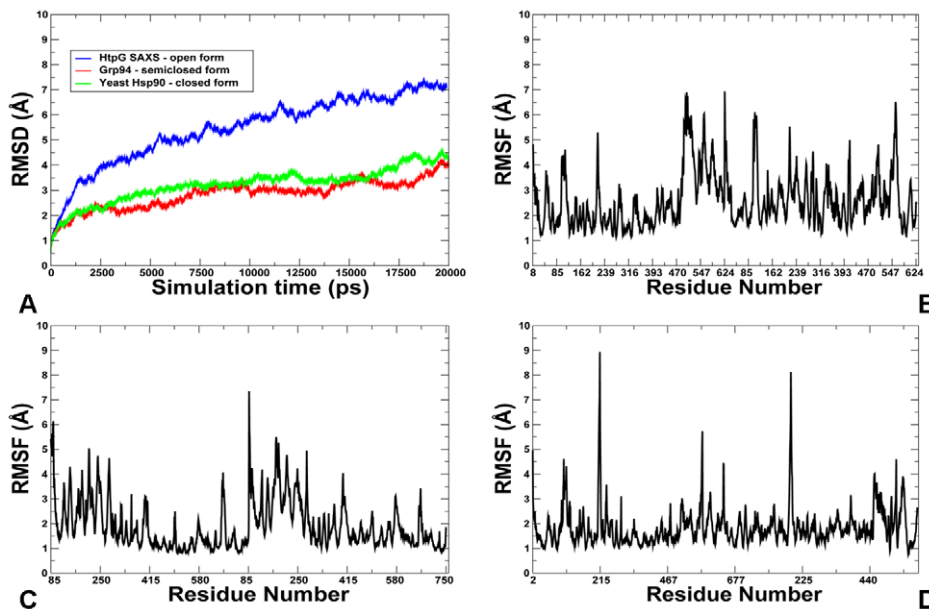 10
9
8
7
6
5
4
3
2
1
0
RMSD (Å)
HtpG SAXS - open form
Grp94 - semiclosed form
Yeast Hsp90 - closed form
0 2500 5000 7500 10000 12500 15000 17500 20000
Simulation time (ps)
A
10
9
8
7
6
5
4
3
2
1
0
RMSF (Å)
8 85 162 239 316 393 470 547 624 85 162 239 316 393 470 547 624
Residue Number
10
9
8
7
6
5
4
3
2
1
0
RMSF (Å)
85 250 415 580 85 250 415 580 750
Residue Number
C
10
9
8
7
6
5
4
3
2
1
0
RMSF (Å)
2 215 467 677 225 440
Residue Number
D